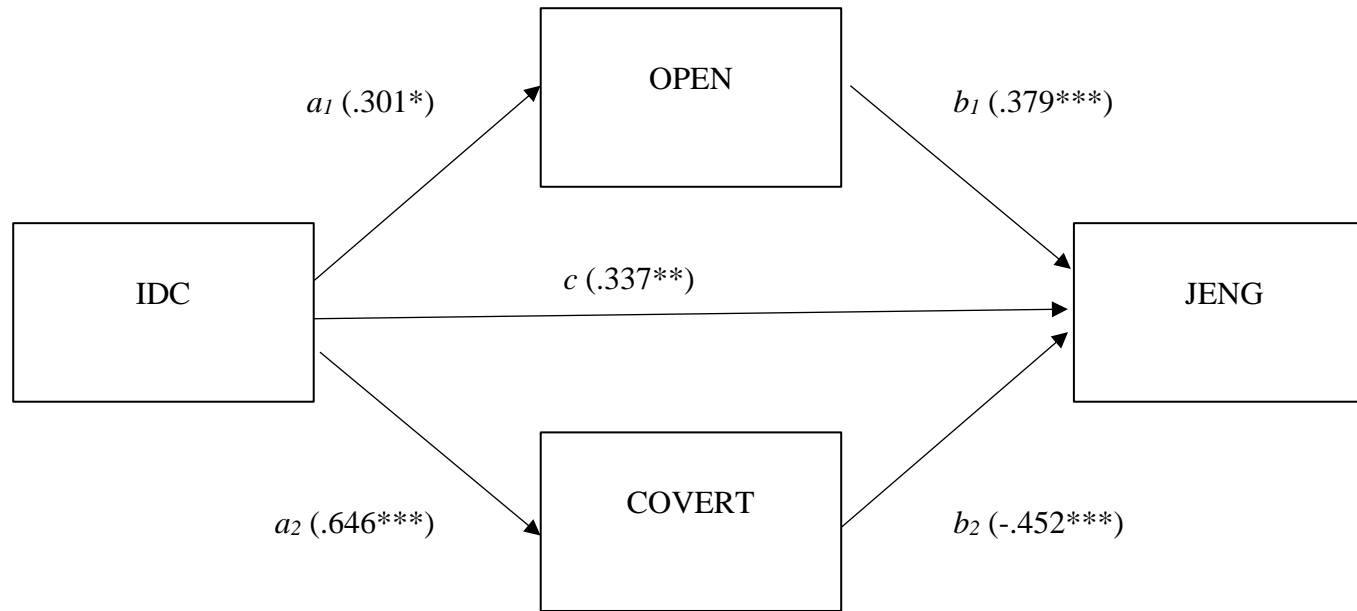 OPEN
a1 (.301*)
b1 (.379***)
IDC
c (.337**)
JENG
COVERT
a2 (.646***)
b2 (-.452***)